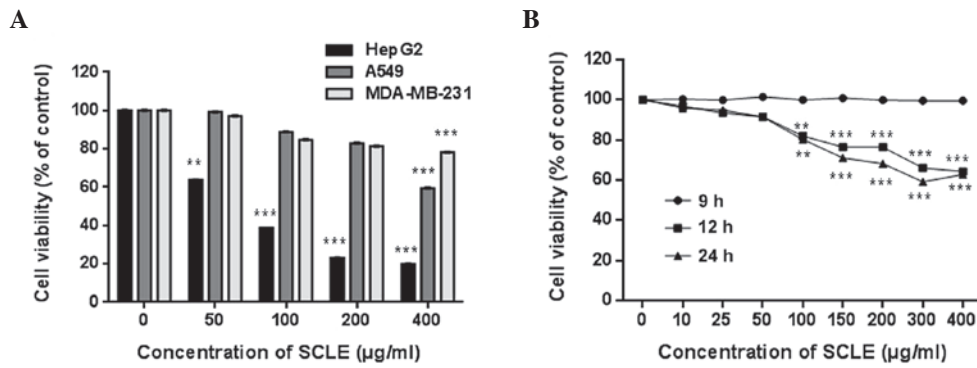 A
B
Hep G2
A549
MDA-MB-231
Cell viability (% of control)
120
100
80
60
40
20
0
**
***
***
***
***
***
0 50 100 200 400
Concentration of SCLE (µg/ml)
Cell viability (% of control)
120
100
80
60
40
20
0
**
***
***
***
***
**
***
***
***
***
9 h
12 h
24 h
0 10 25 50 100 150 200 300 400
Concentration of SCLE (µg/ml)